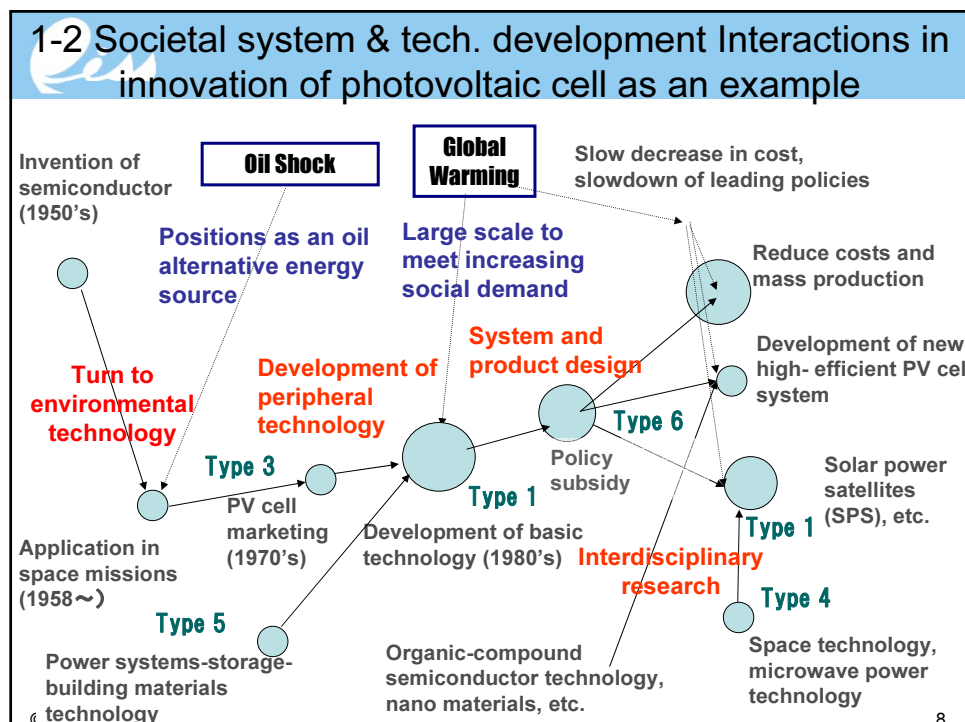 1-2 Societal system & tech. development Interactions in
innovation of photovoltaic cell as an example
Invention of
semiconductor
(1950's)
Oil Shock
Global
Warming
Slow decrease in cost,
slowdown of leading policies
Positions as an oil
alternative energy
source
Large scale to
meet increasing
social demand
Reduce costs and
mass production
System and
product design
Development of new
high- efficient PV cell
system
Turn to
environmental
technology
Development of
peripheral
technology
Type 6
Type 3
Policy
subsidy
Type 1
PV cell
marketing
(1970's)
Development of basic
technology (1980's)
Solar power
satellites
(SPS), etc.
Type 1
Application in
space missions
(1958~)
Interdisciplinary
research
Type 5
Type 4
Power systems-storage-
building materials
technology
Organic-compound
semiconductor technology,
nano materials, etc.
Space technology,
microwave power
technology
©
8